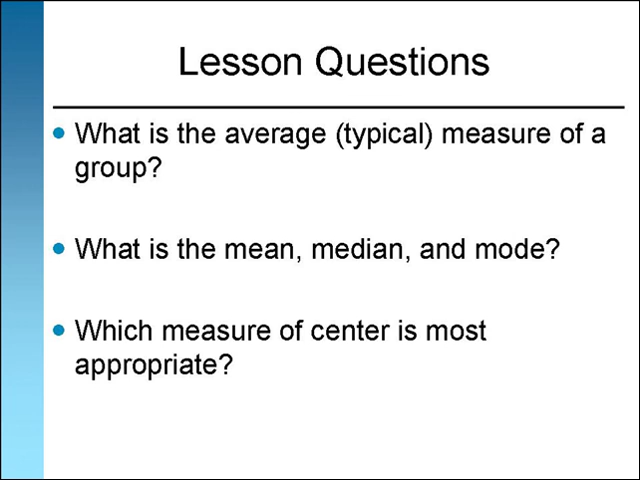 Lesson Questions
What is the average (typical) measure of a
group?
What is the mean, median, and mode?
Which measure of center is most
appropriate?